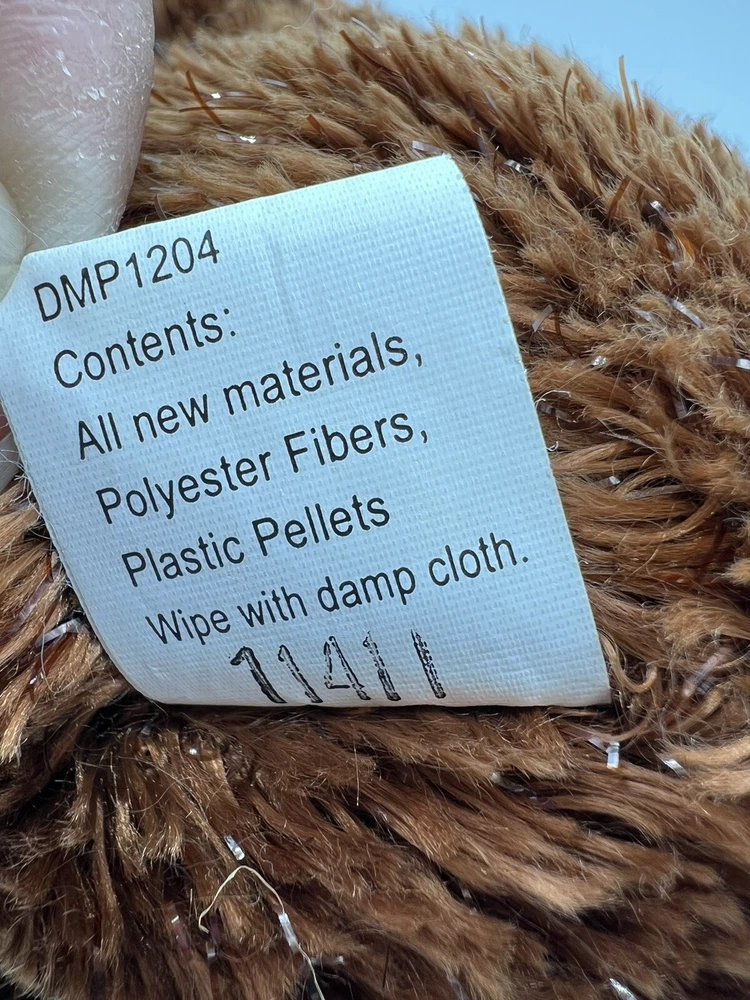 DMP1204
Contents:
All new materials,
Polyester Fibers,
Plastic Pellets
Wipe with damp cloth.
11411